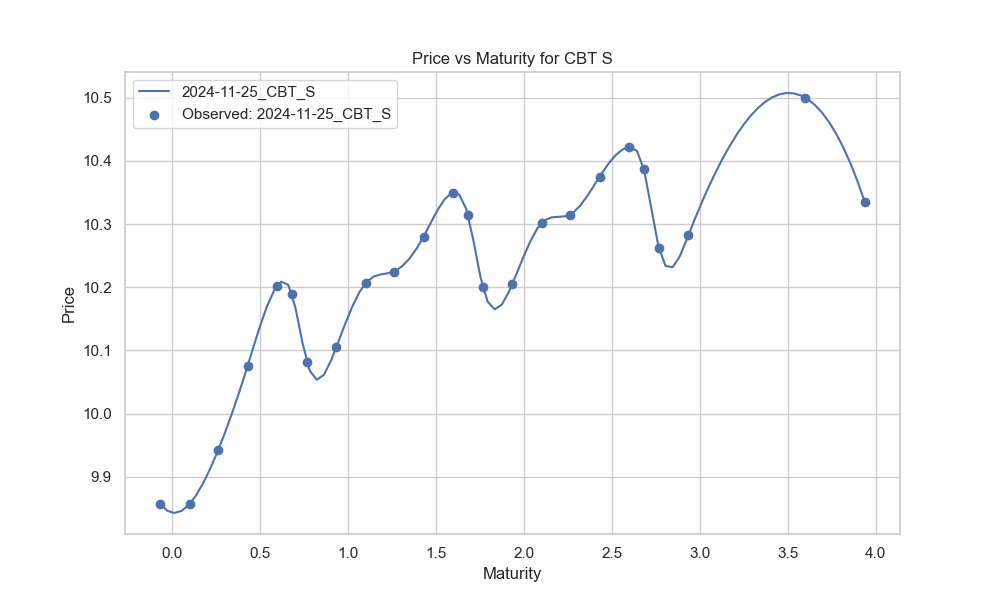 Price vs Maturity for CBT S
2024-11-25_CBT_S
Observed: 2024-11-25_CBT_S
Price
10.5
10.4
10.3
10.2
10.1
10.0
9.9
0.0 0.5 1.0 1.5 2.0 2.5 3.0 3.5 4.0
Maturity